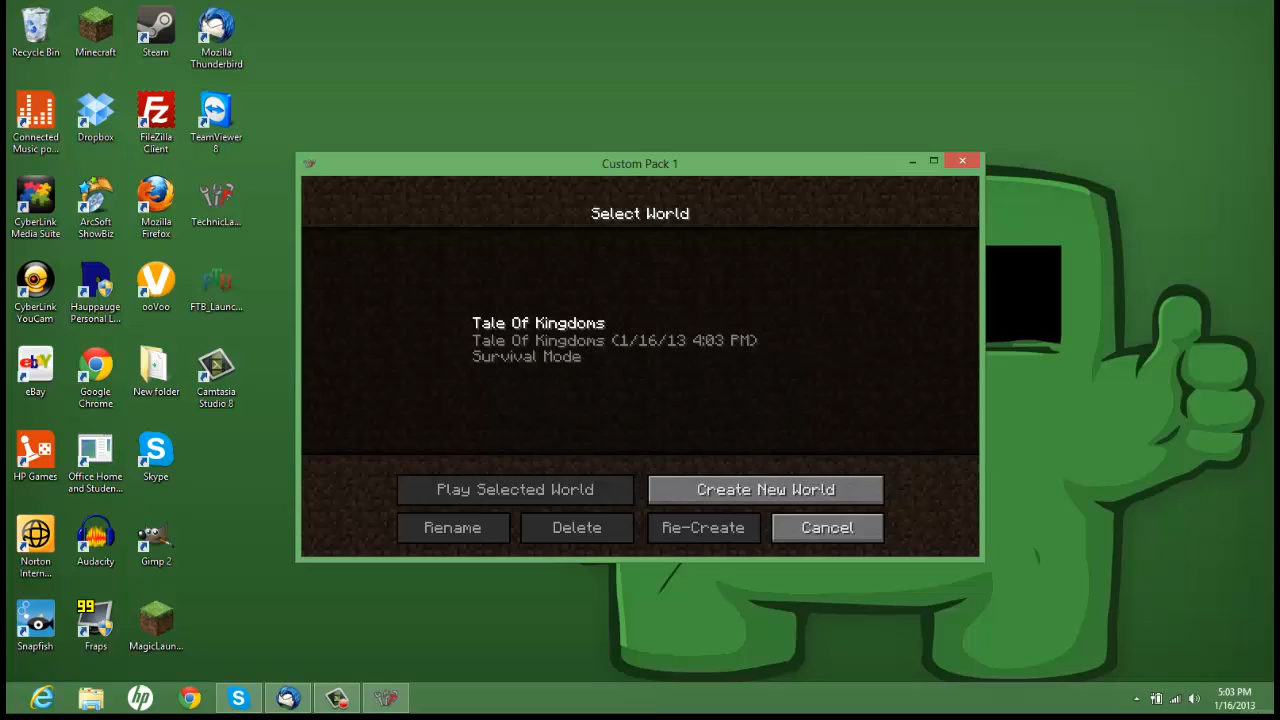 Recycle Bin
Minecraft
Steam
Mozilla
Thunderbird
Connected
Music po...
Dropbox
FileZilla
Client
TeamViewer
8
CyberLink
Media Suite
ArcSoft
ShowBiz
Mozilla
Firefox
TechnicLa...
CyberLink
YouCam
Hauppauge
Personal L...
ooVoo
FTB_Launc...
eBay
Google
Chrome
New folder
Camtasia
Studio 8
HP Games
Office Home
and Studen...
Skype
Norton
Intern...
Audacity
Gimp 2
Snapfish
99
Fraps
MagicLaun...
Custom Pack 1
Select World
Tale Of Kingdoms
Tale Of Kingdoms (1/16/13 4:03 PM)
Survival Mode
Play Selected World
Create New World
Rename
Delete
Re-Create
Cancel
5:03 PM
1/16/2013